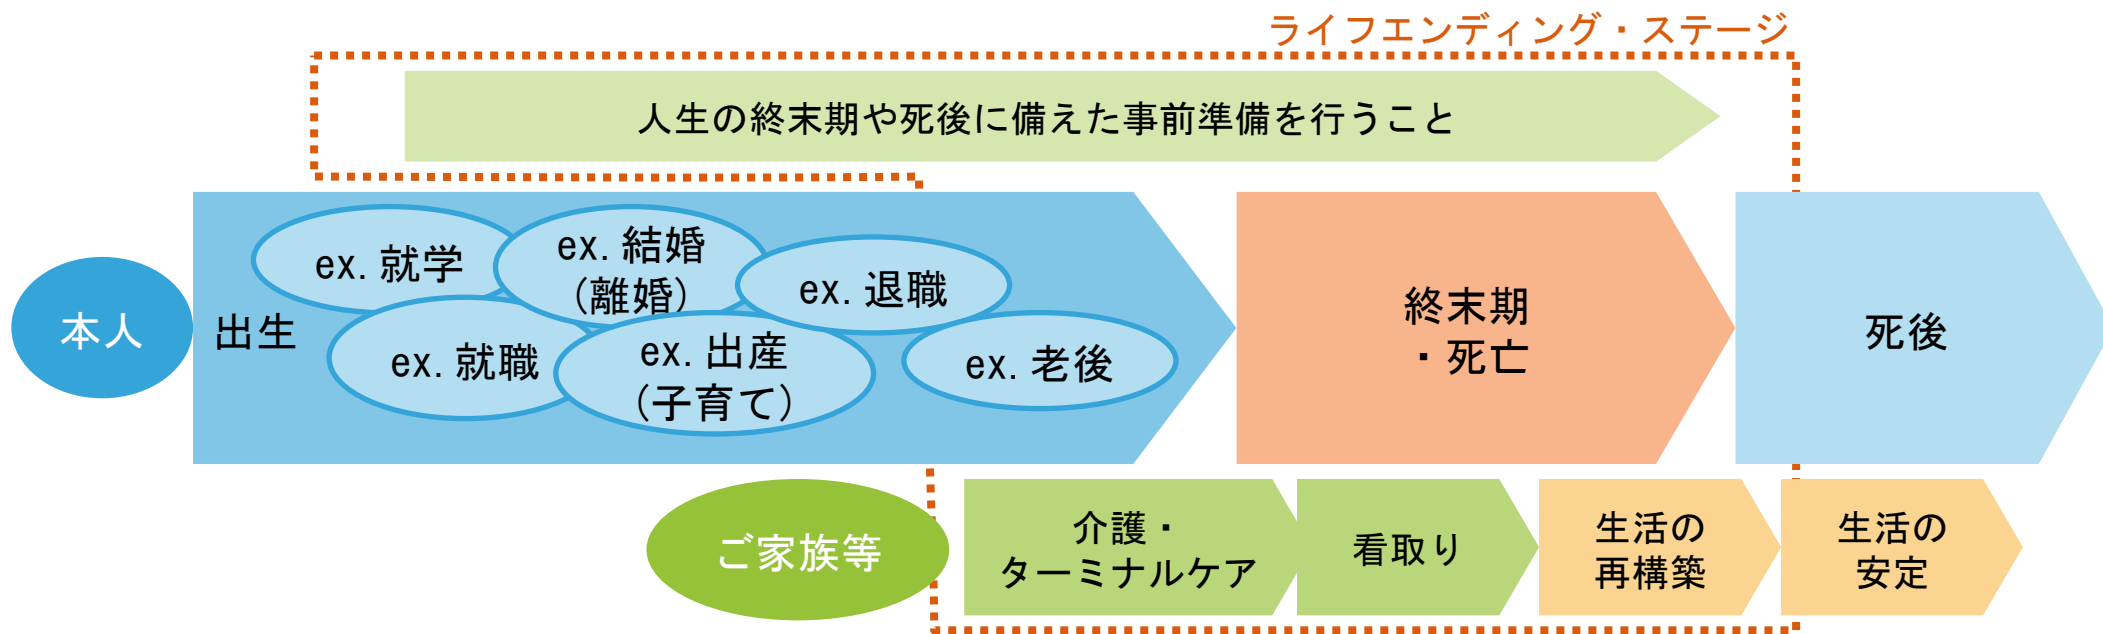 ライフエンディング・ステージ
人生の終末期や死後に備えた事前準備を行うこと
本人
出生
ex.就学
ex.結婚
(離婚)
ex.退職
ex.就職
ex.出産
(子育て)
ex.老後
終末期
・死亡
死後
ご家族等
介護・
ターミナルケア
看取り
生活の
再構築
生活の
安定